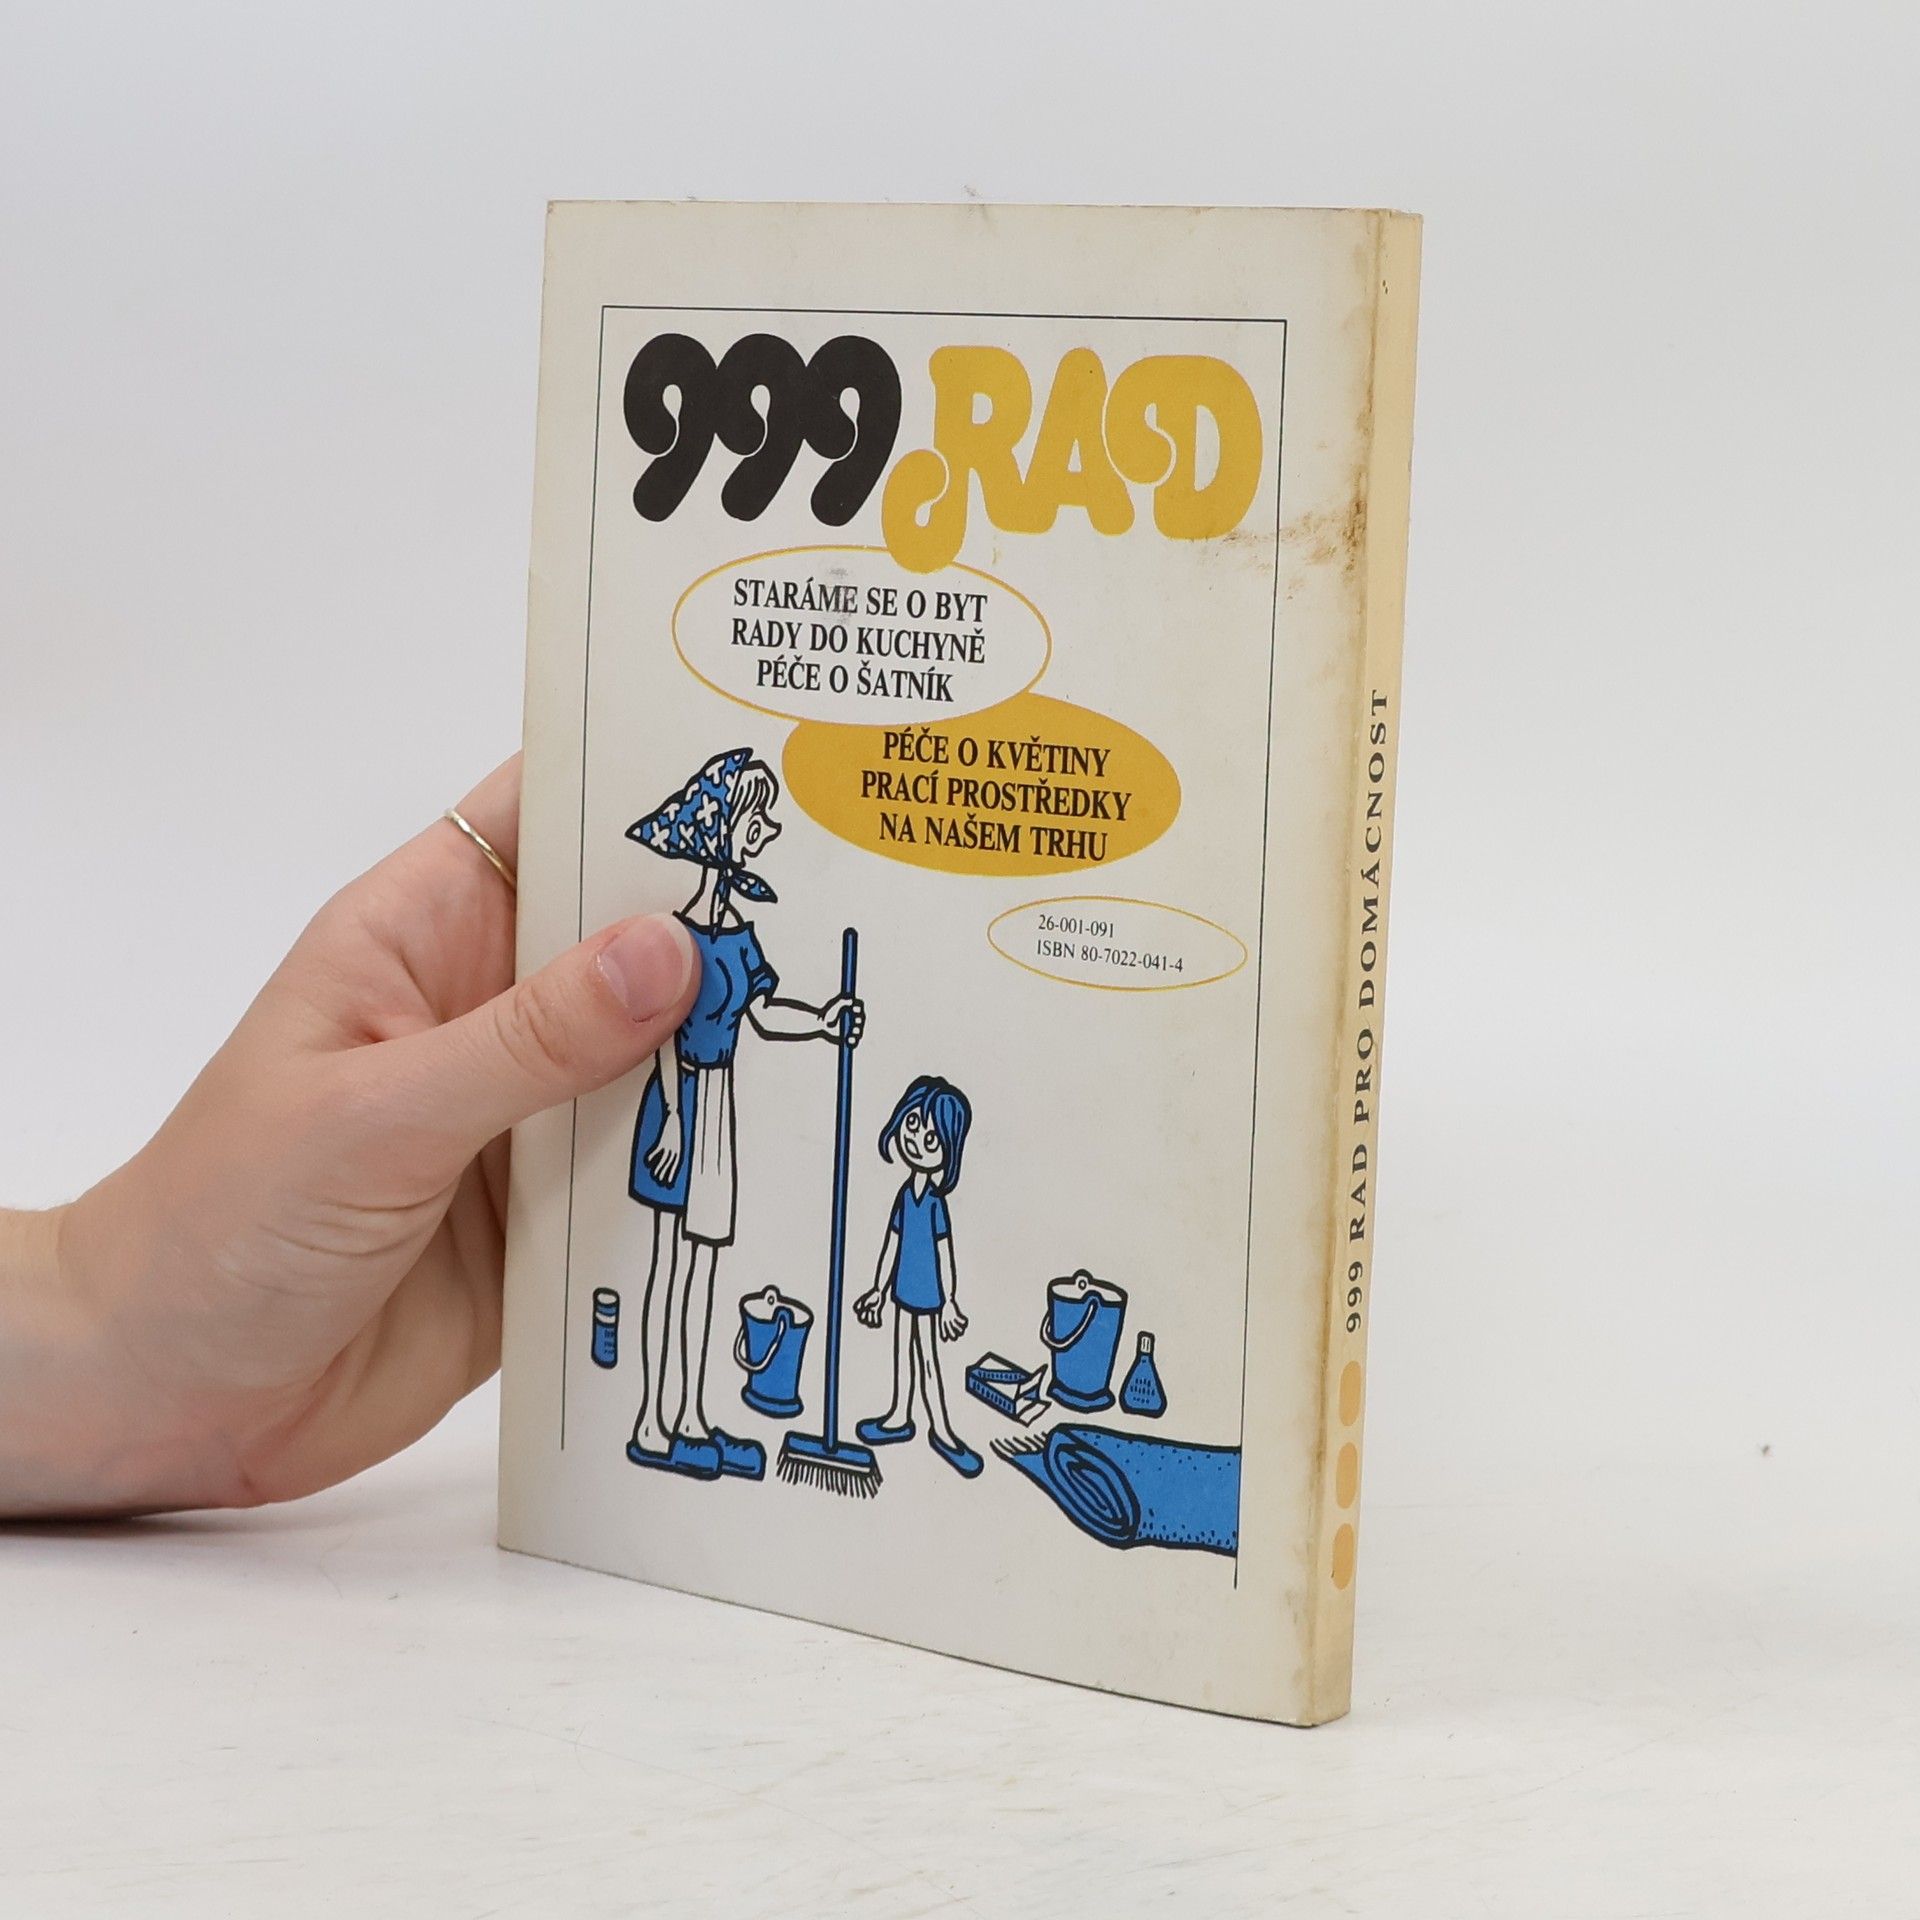 999 RAD
STARÁME SE O BYT
RADY DO KUCHYNĚ
PÉČE O ŠATNÍK
PÉČE O KVĚTINY
PRACÍ PROSTŘEDKY
NA NAŠEM TRHU
26-001-091
ISBN 80-7022-041-4
999 RAD PRO DOMÁCNOST